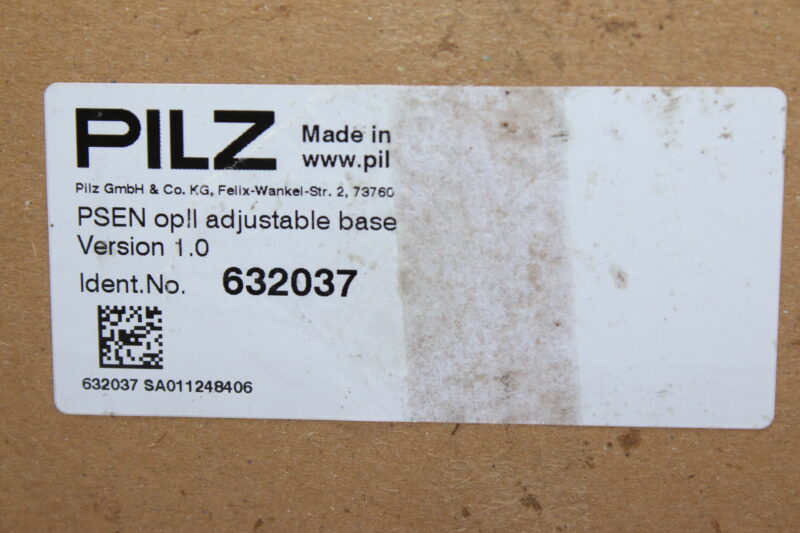 PILZ
Made in
www.pil
Pilz GmbH & Co. KG, Felix-Wankel-Str. 2, 73760
PSEN opII adjustable base
Version 1.0
Ident.No. 632037
632037 SA011248406